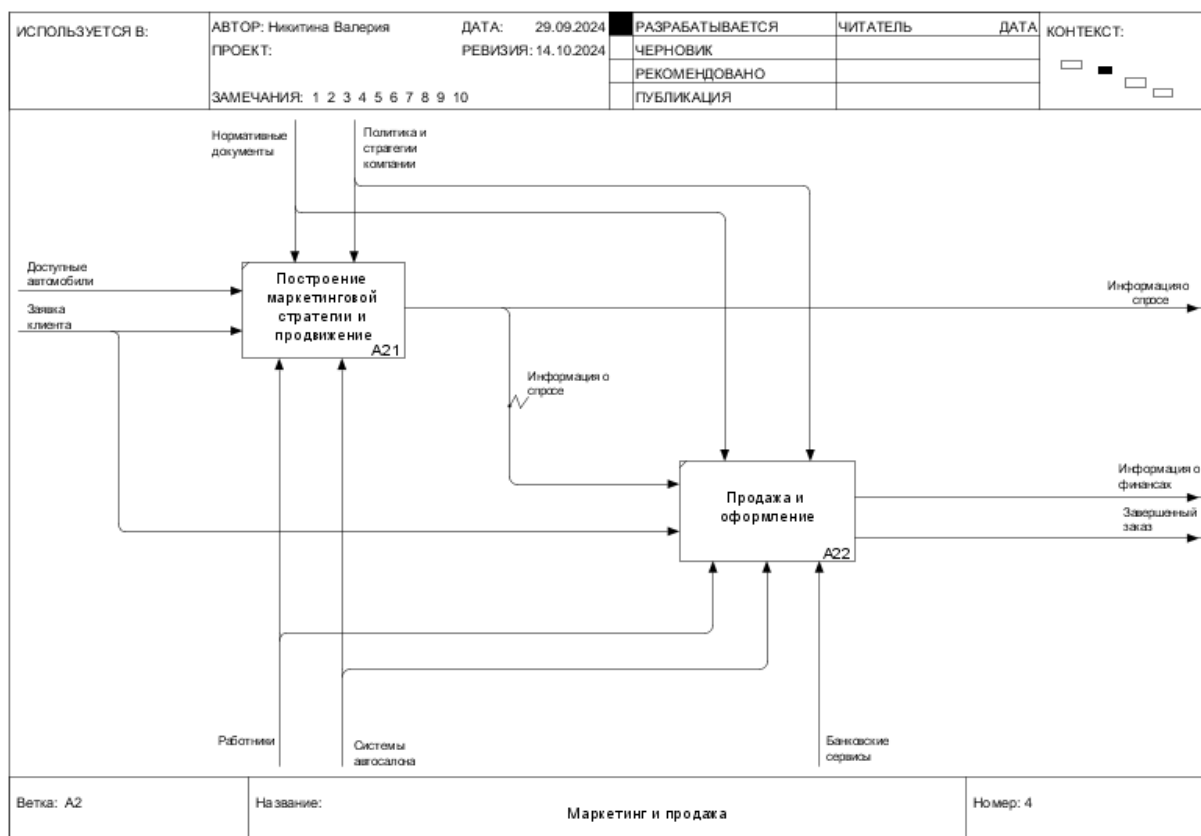 ИСПОЛЬЗУЕТСЯ В:
АВТОР: Никитина Валерия
ДАТА: 29.09.2024
РАЗРАБАТЫВАЕТСЯ
ЧИТАТЕЛЬ
ДАТА
КОНТЕКСТ:
ПРОЕКТ:
РЕВИЗИЯ: 14.10.2024
ЧЕРНОВИК
РЕКОМЕНДОВАНО
ЗАМЕЧАНИЯ: 1 2 3 4 5 6 7 8 9 10
ПУБЛИКАЦИЯ
Нормативные
документы
Политика и
стратегии
компании
Доступные
автомобили
Заявка
клиента
Построение
маркетинговой
стратегии и
продвижение
A21
Информация о
спросе
Информация о
спросе
Продажа и
оформление
A22
Информация о
финансах
Завершенный
заказ
Работники
Системы
автосалона
Банковские
сервисы
Ветка: A2
Название:
Маркетинг и продажа
Номер: 4